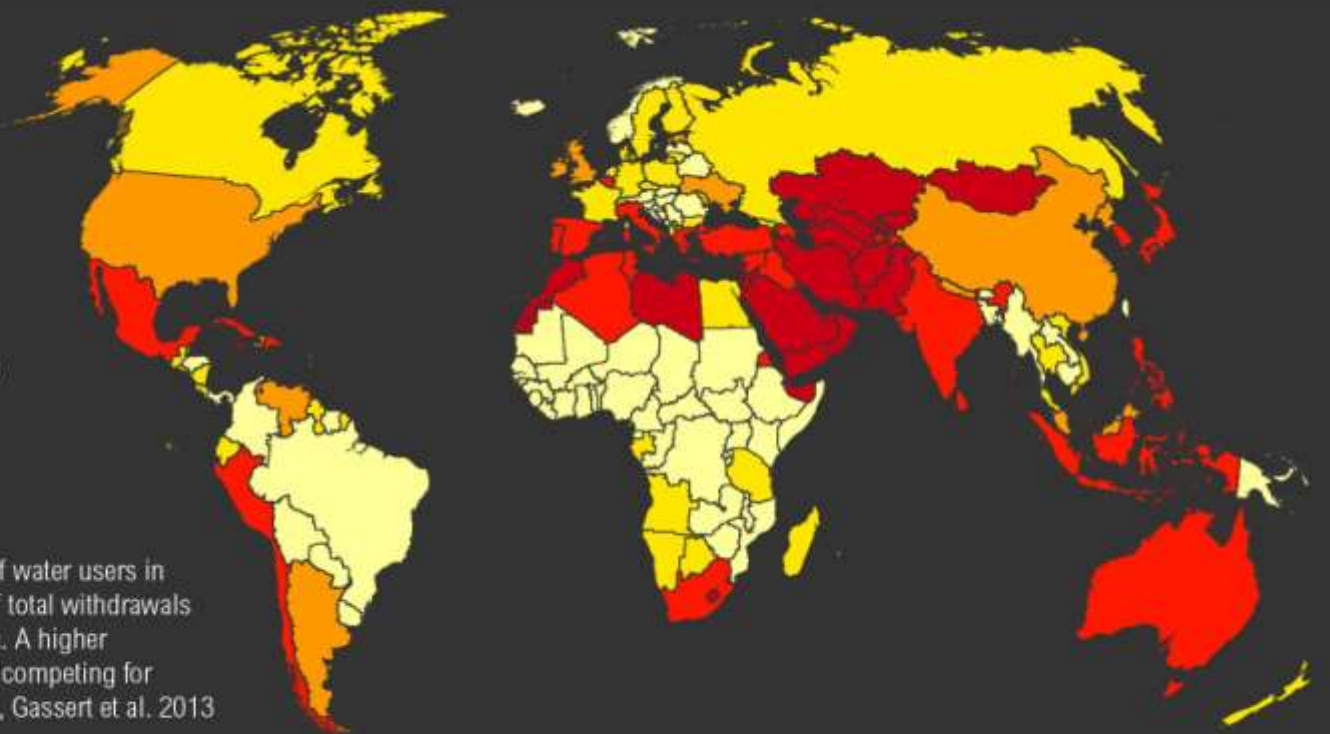 f water users in
total withdrawals
. A higher
competing for
, Gassert et al. 2013